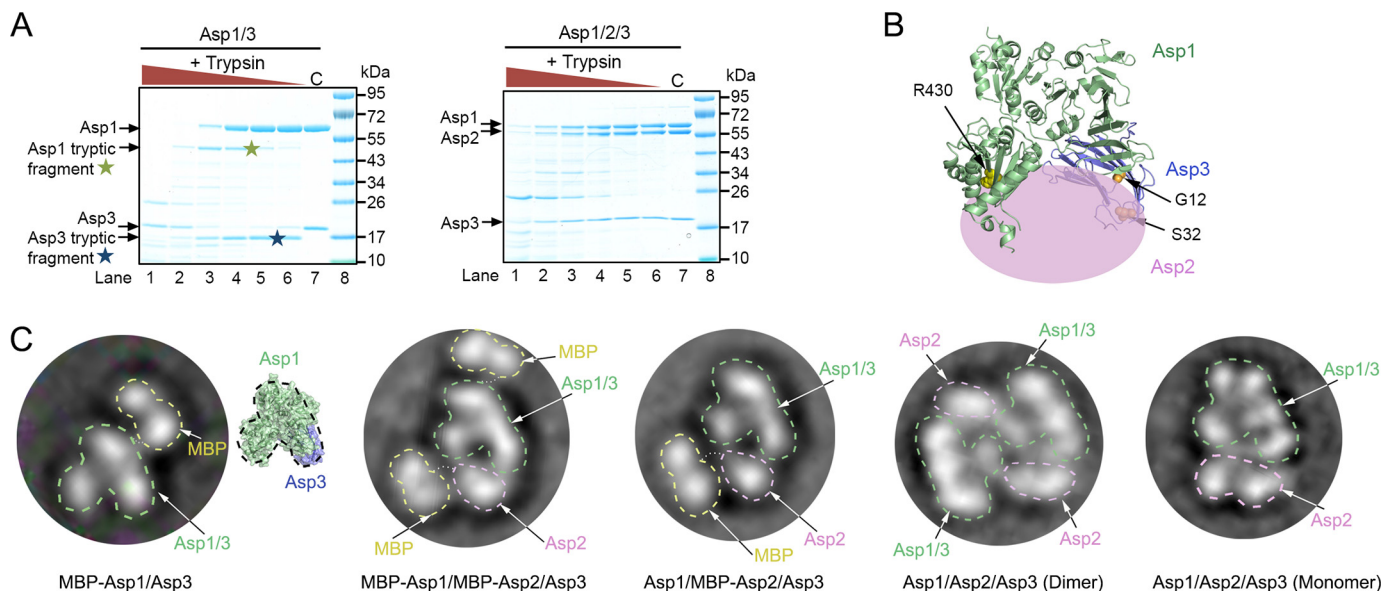 A
Asp1/3
+ Trypsin
C
kDa
95
72
55
43
34
26
17
10
Asp1
Asp1 tryptic
fragment
Asp3
Asp3 tryptic
fragment
Lane 1 2 3 4 5 6 7 8
Asp1/2/3
+ Trypsin
C
kDa
95
72
55
43
34
26
17
10
Asp1
Asp2
Asp3
Lane 1 2 3 4 5 6 7 8
B
Asp1
R430
Asp3
G12
S32
Asp2
C
MBP
Asp1/3
Asp1
Asp3
MBP-Asp1/Asp3
MBP
Asp1/3
MBP
Asp2
MBP-Asp1/MBP-Asp2/Asp3
Asp1/3
Asp2
MBP
Asp1/MBP-Asp2/Asp3
Asp2
Asp1/3
Asp1/3
Asp2
Asp1/Asp2/Asp3 (Dimer)
Asp1/3
Asp2
Asp1/Asp2/Asp3 (Monomer)